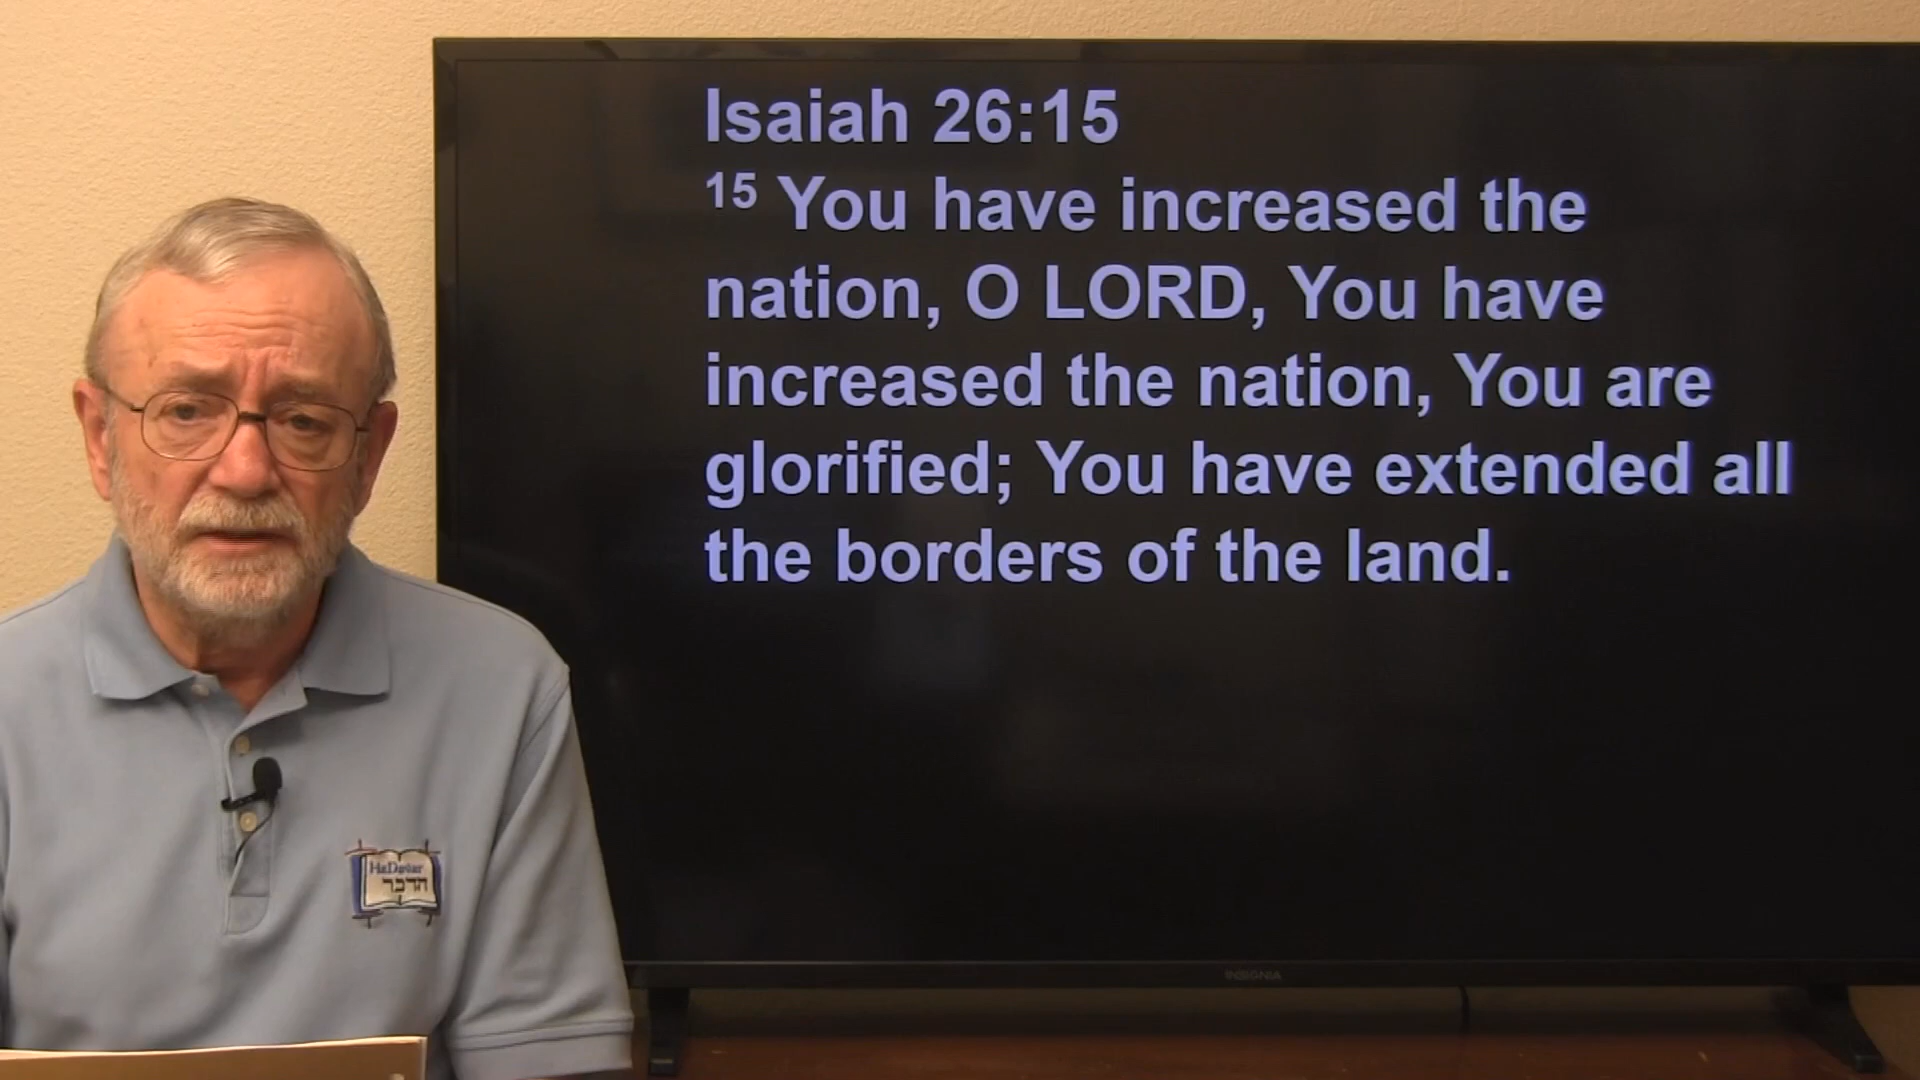 Isaiah 26:15
15 You have increased the
nation, O LORD, You have
increased the nation, You are
glorified; You have extended all
the borders of the land.
HaDavar
הדבר
INSIGNIA